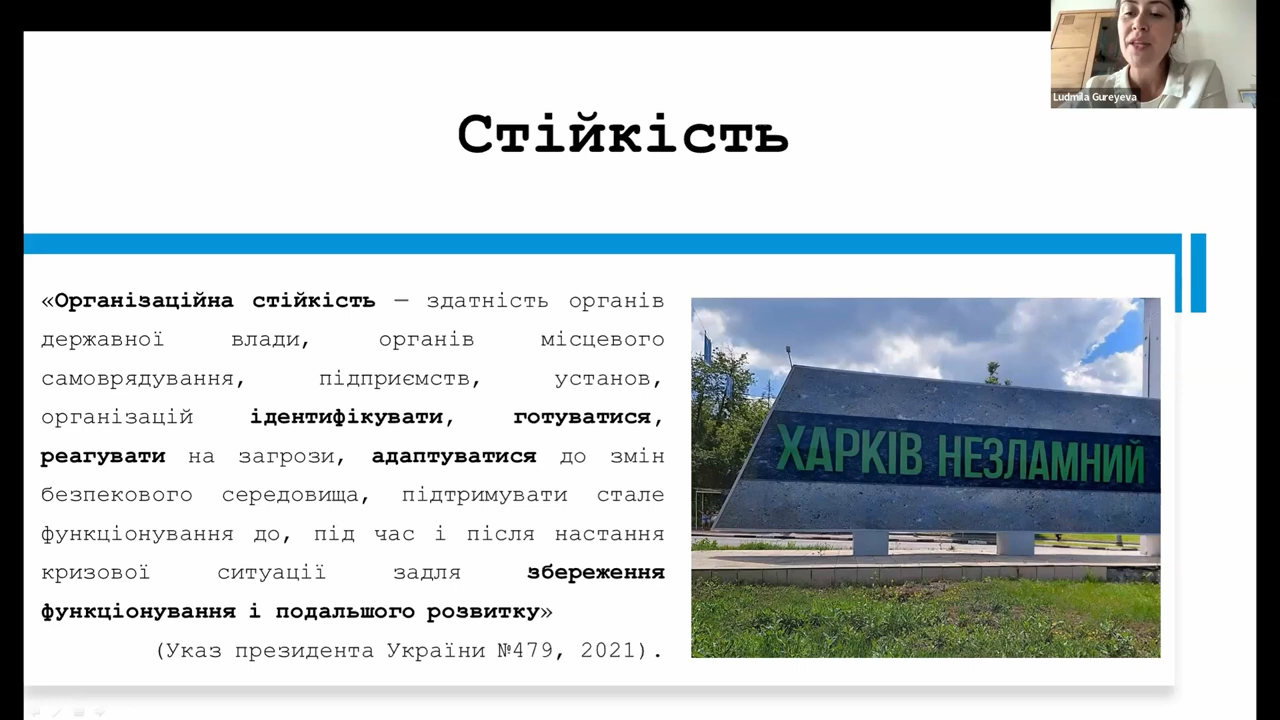 Ludmila Gureyeva
Стійкість
«Організаційна стійкість — здатність органів
державної влади, органів місцевого
самоврядування, підприємств, установ,
організацій ідентифікувати, готуватися,
реагувати на загрози, адаптуватися до змін
безпекового середовища, підтримувати стале
функціонування до, під час і після настання
кризової ситуації задля збереження
функціонування і подальшого розвитку»
(Указ президента України №479, 2021).
ХАРКІВ НЕЗЛАМНИЙ